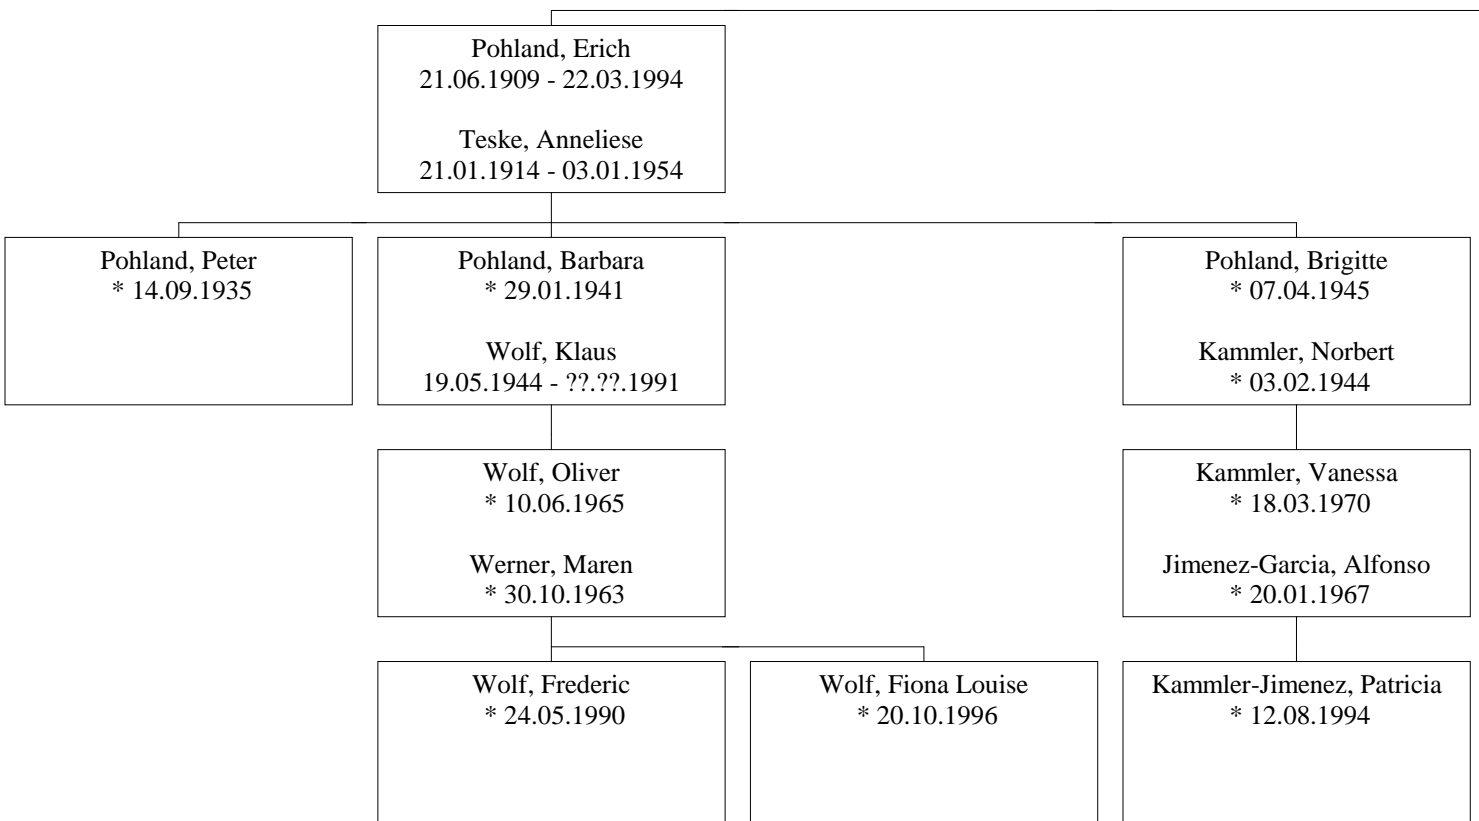 Pohland, Erich
21.06.1909 - 22.03.1994
Teske, Anneliese
21.01.1914 - 03.01.1954
Pohland, Peter
* 14.09.1935
Pohland, Barbara
* 29.01.1941
Wolf, Klaus
19.05.1944 - ??.??.1991
Pohland, Brigitte
* 07.04.1945
Kammler, Norbert
* 03.02.1944
Wolf, Oliver
* 10.06.1965
Werner, Maren
* 30.10.1963
Kammler, Vanessa
* 18.03.1970
Jimenez-Garcia, Alfonso
* 20.01.1967
Wolf, Frederic
* 24.05.1990
Wolf, Fiona Louise
* 20.10.1996
Kammler-Jimenez, Patricia
* 12.08.1994